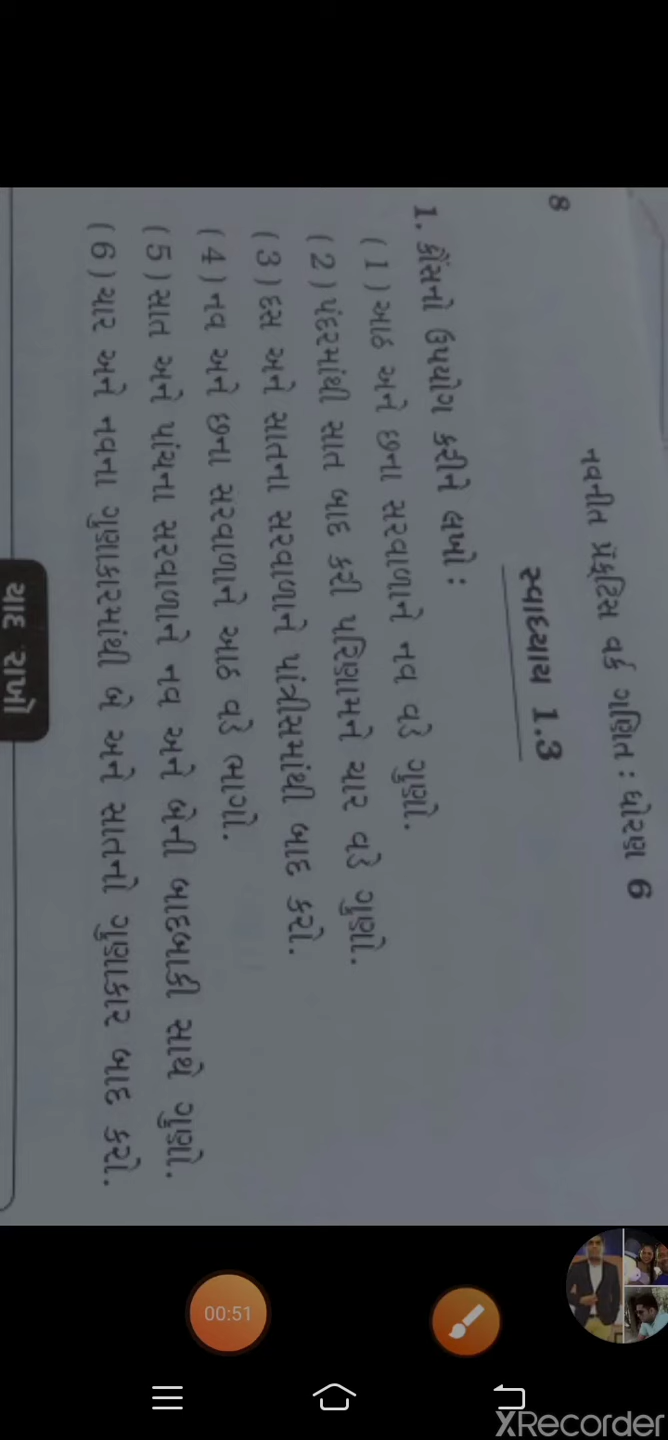 8
નવનીત પ્રૅક્ટિસ વર્ક ગણિત : ધોરણ 6
સ્વાધ્યાય 1.3
1. કૌંસનો ઉપયોગ કરીને લખો :
(1) આઠ અને છના સરવાળાને નવ વડે ગુણો.
(2) પંદરમાંથી સાત બાદ કરી પરિણામને ચાર વડે ગુણો.
(3) દસ અને સાતના સરવાળાને પાંત્રીસમાંથી બાદ કરો.
(4) નવ અને છના સરવાળાને આઠ વડે ભાગો.
(5) સાત અને પાંચના સરવાળાને નવ અને બેની બાદબાકી સાથે ગુણો.
(6) ચાર અને નવના ગુણાકારમાંથી બે અને સાતનો ગુણાકાર બાદ કરો.
યાદ રાખો
00:51
XRecorder